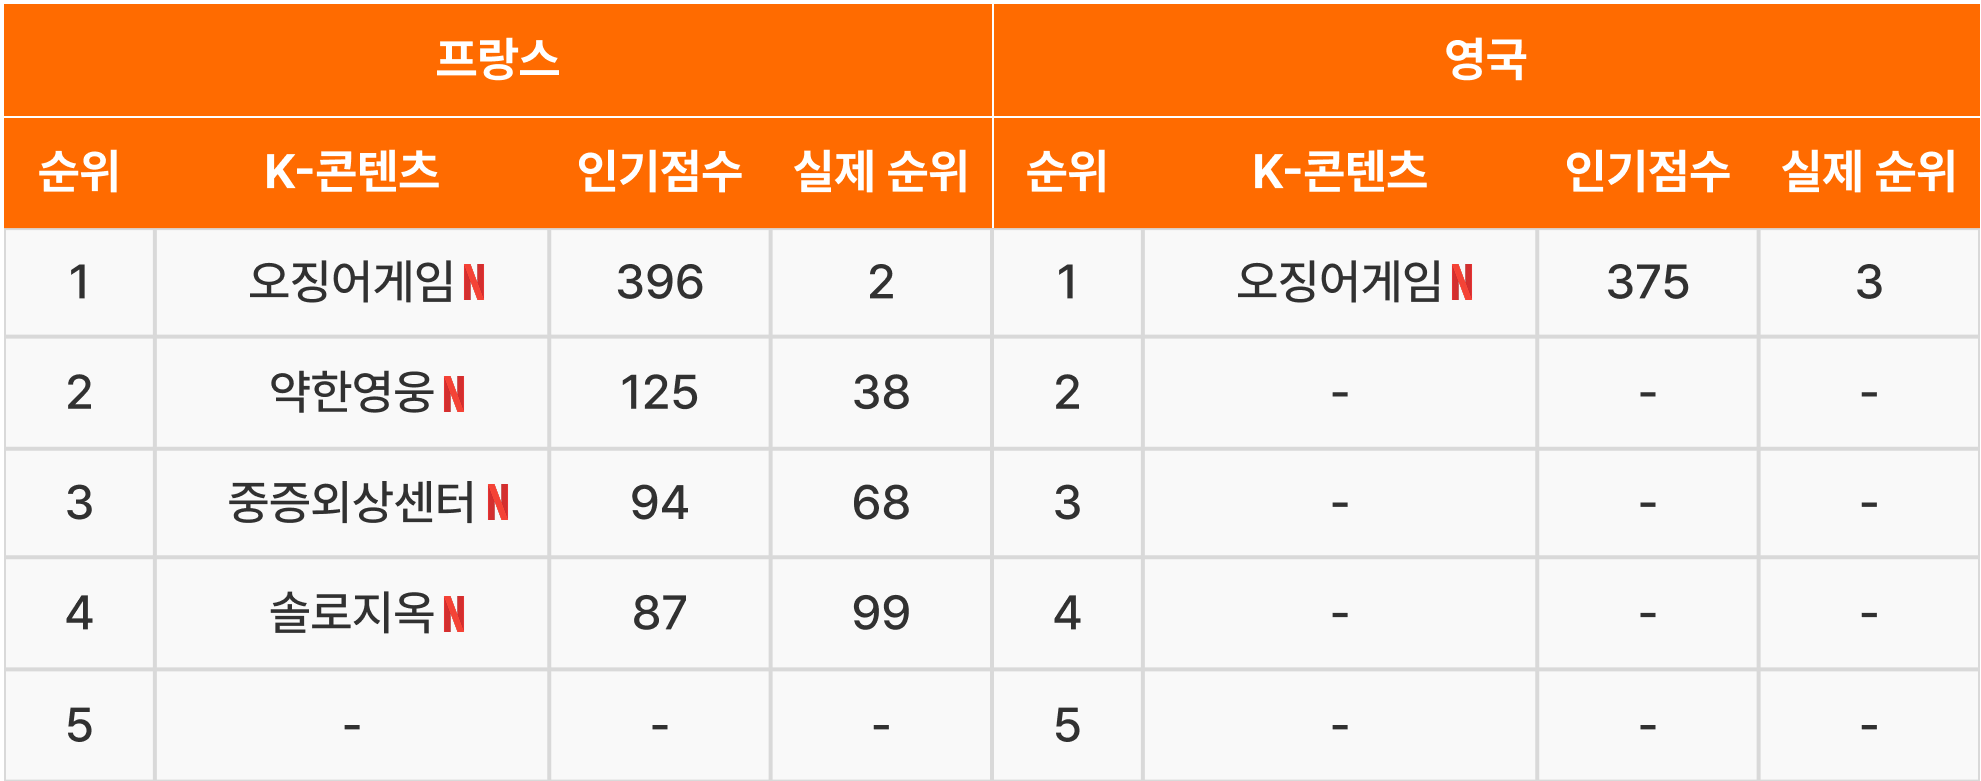 프랑스 영국
순위 K-콘텐츠 인기점수 실제 순위 순위 K-콘텐츠 인기점수 실제 순위
1 오징어게임 N 396 2 1 오징어게임 N 375 3
2 약한영웅 N 125 38 2 - - -
3 중증외상센터 N 94 68 3 - - -
4 솔로지옥 N 87 99 4 - - -
5 - - - 5 - - -